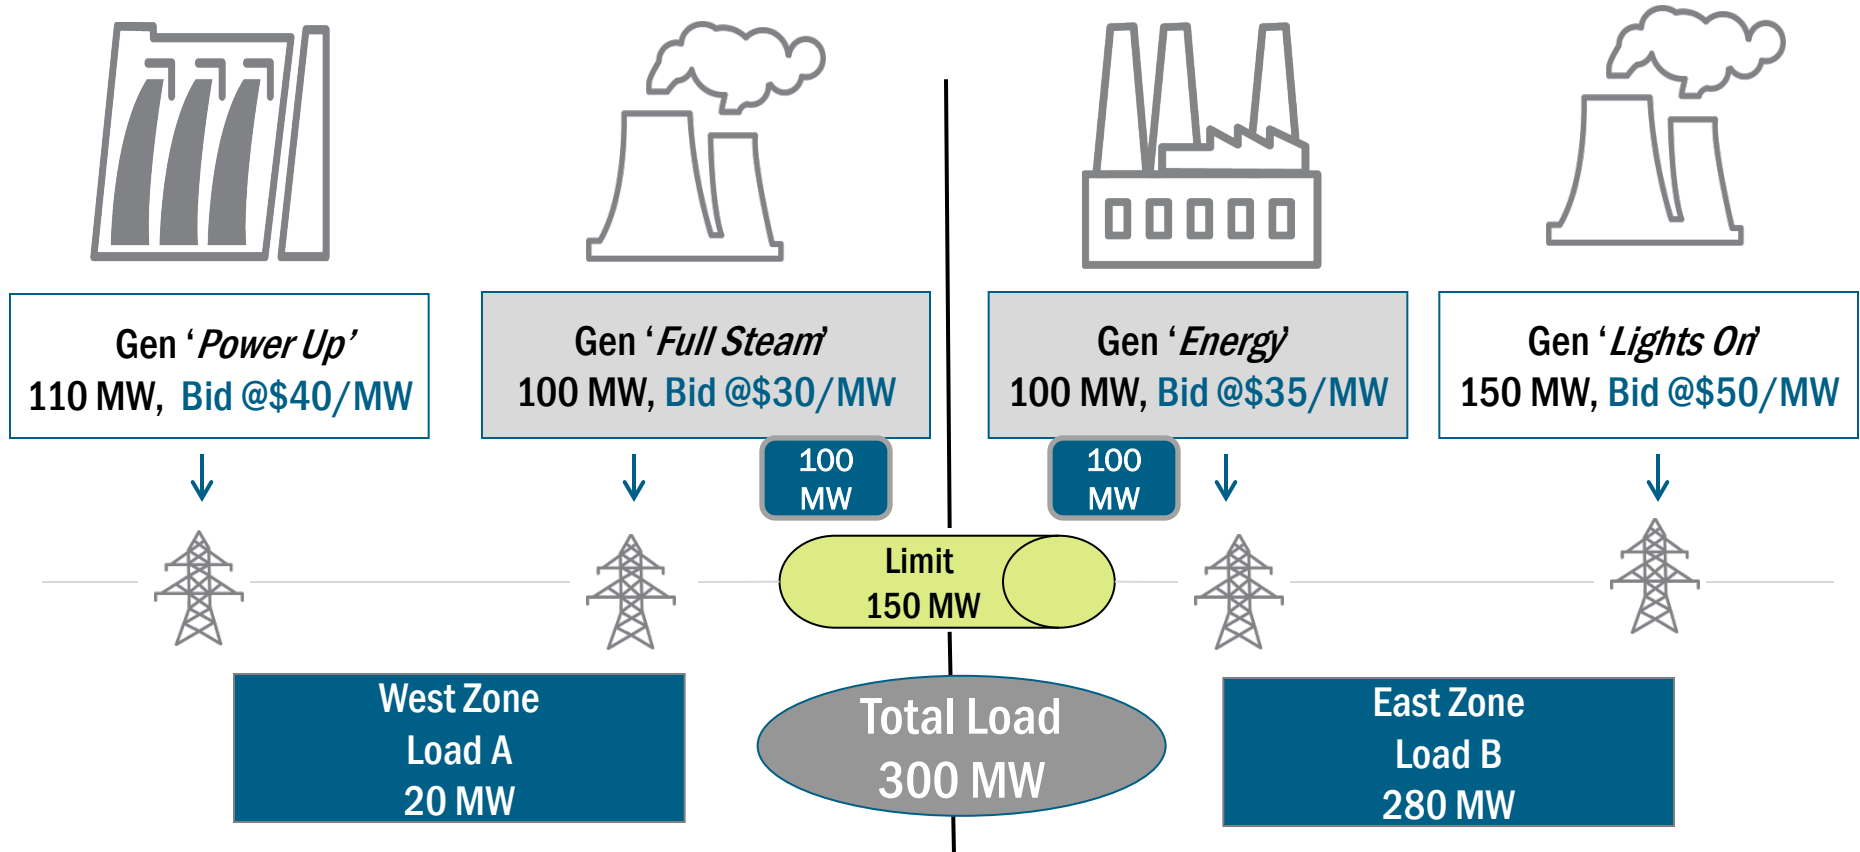 Gen ‘Power Up’
110 MW, Bid @$40/MW
Gen ‘Full Steam’
100 MW, Bid @$30/MW
Gen ‘Energy’
100 MW, Bid @$35/MW
Gen ‘Lights On’
150 MW, Bid @$50/MW
100
MW
100
MW
Limit
150 MW
West Zone
Load A
20 MW
Total Load
300 MW
East Zone
Load B
280 MW